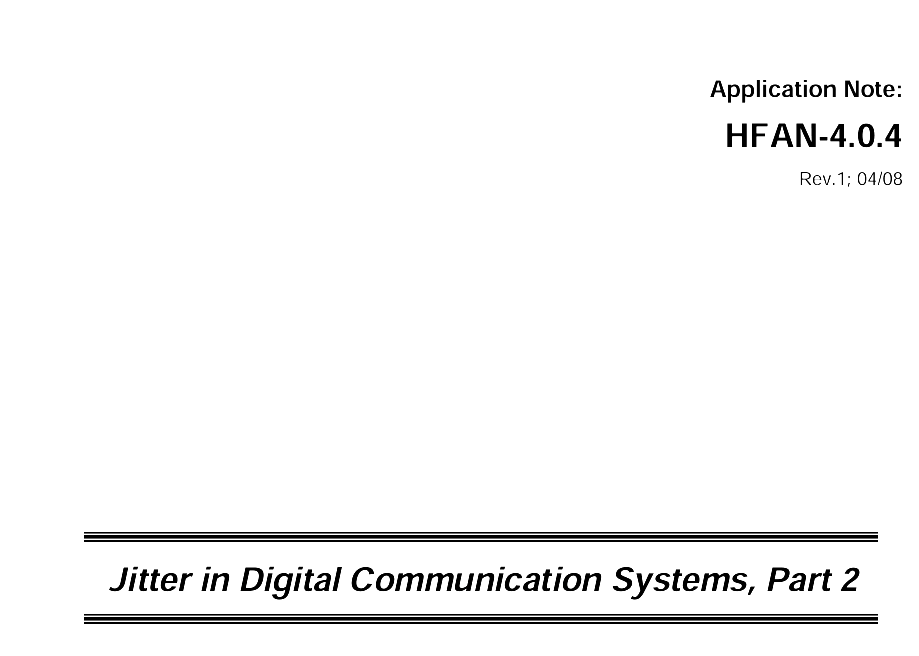 Application Note:
HFAN-4.0.4
Rev.1; 04/08
Jitter in Digital Communication Systems, Part 2